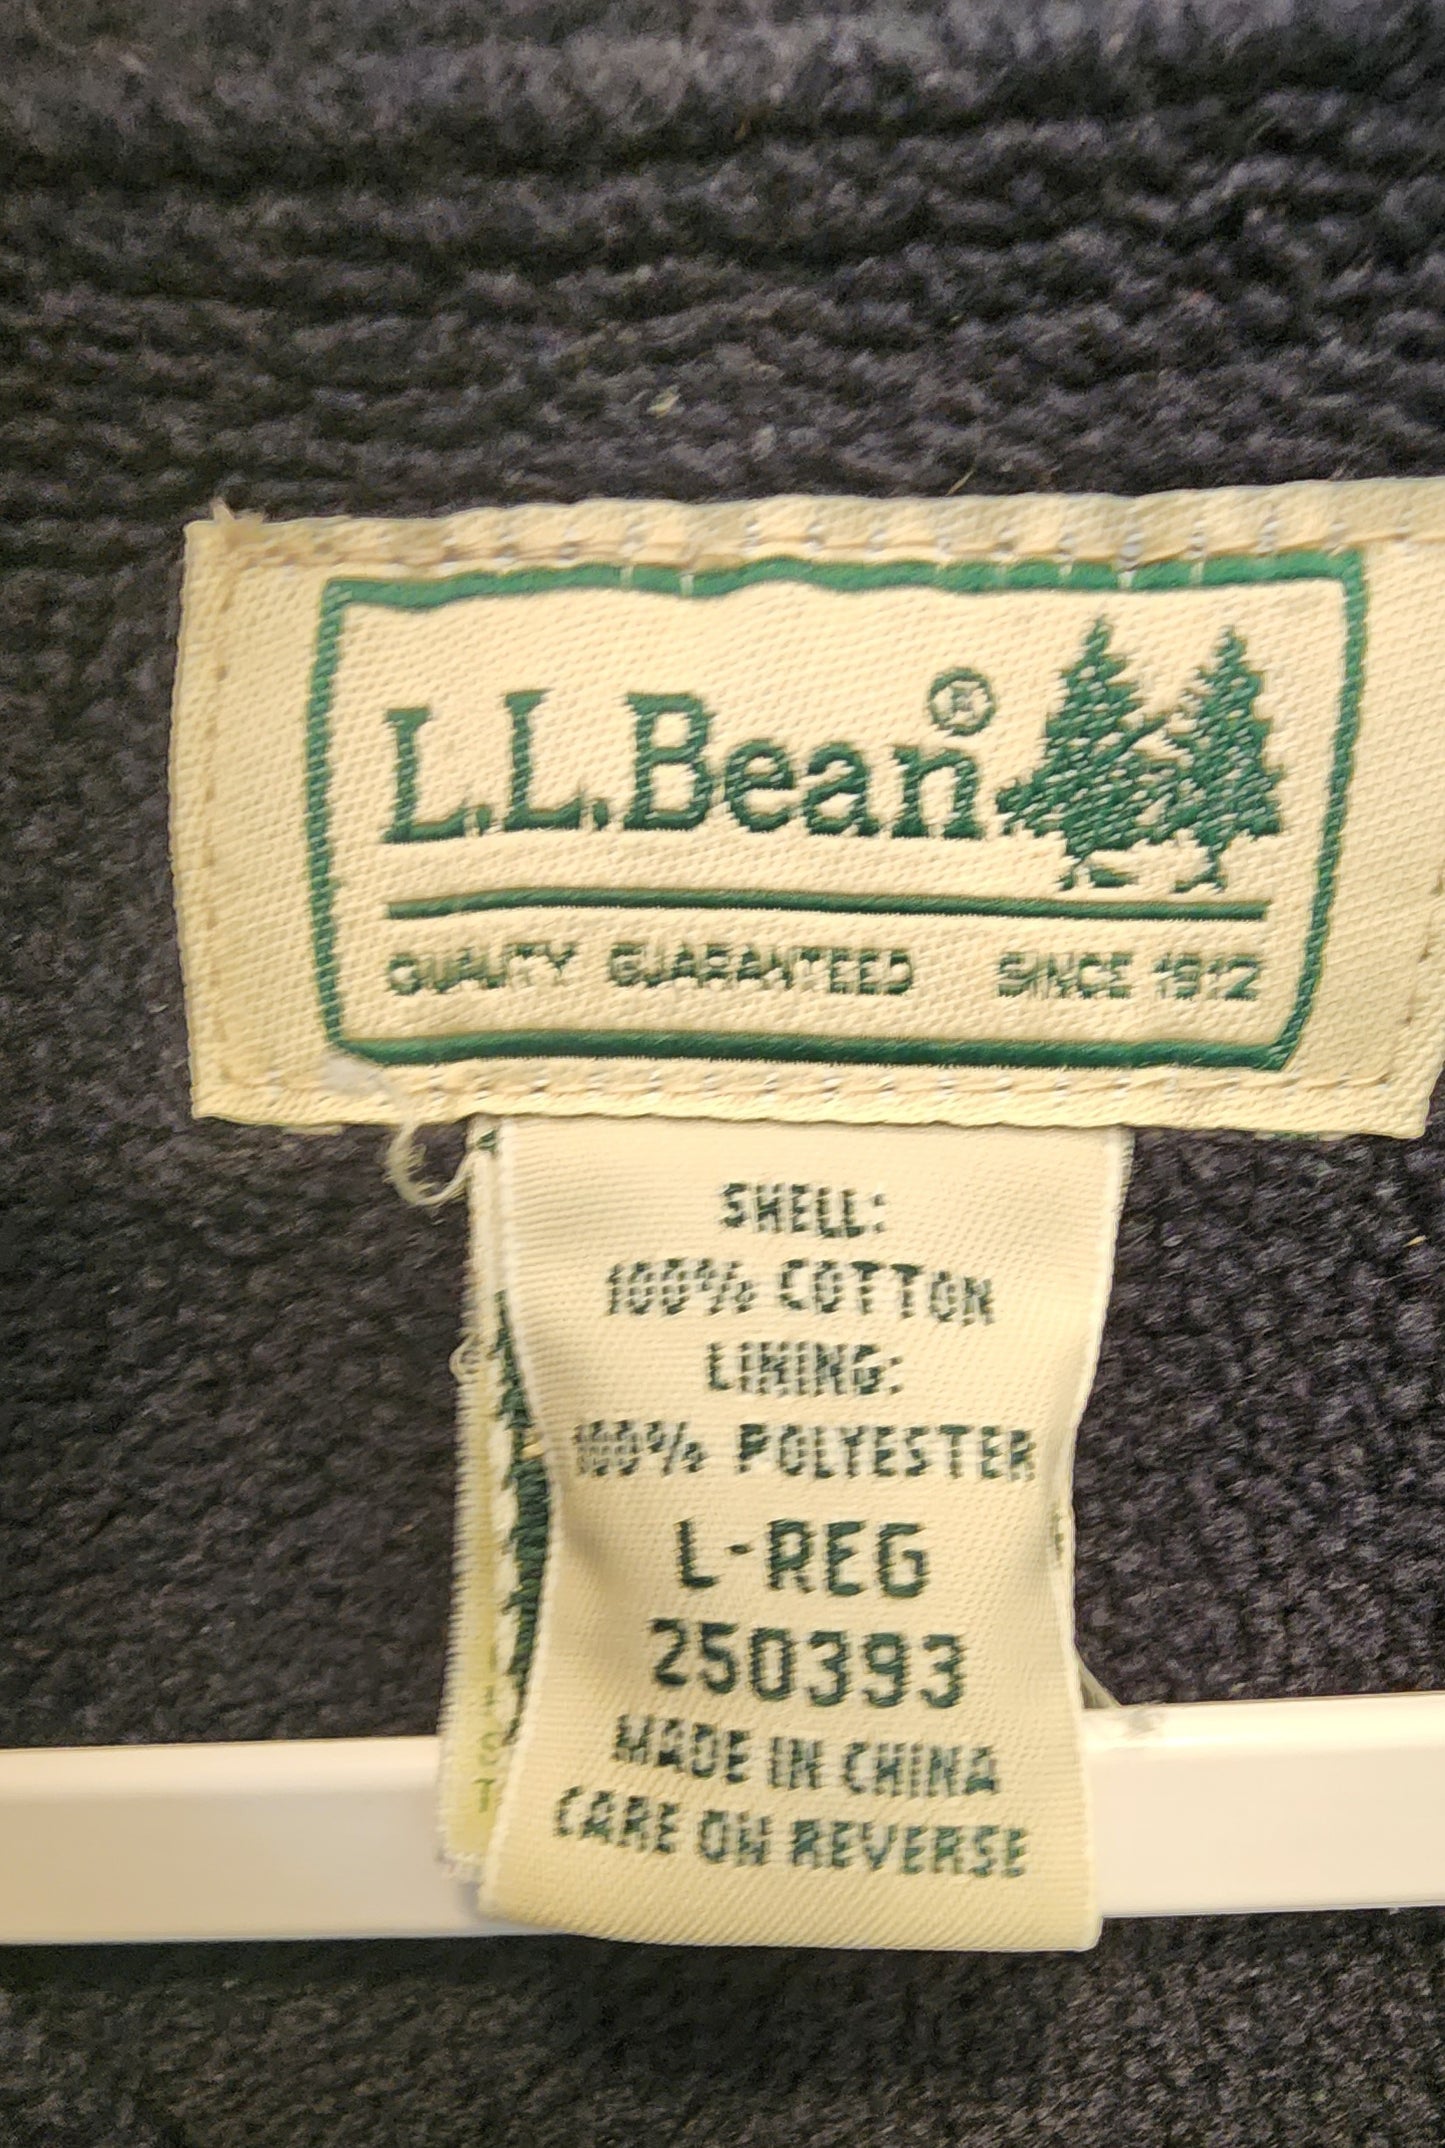 L.L.Bean®
QUALITY GUARANTEED SINCE 1912
SHELL:
100% COTTON
LINING:
100% POLYESTER
L-REG
250393
MADE IN CHINA
CARE ON REVERSE